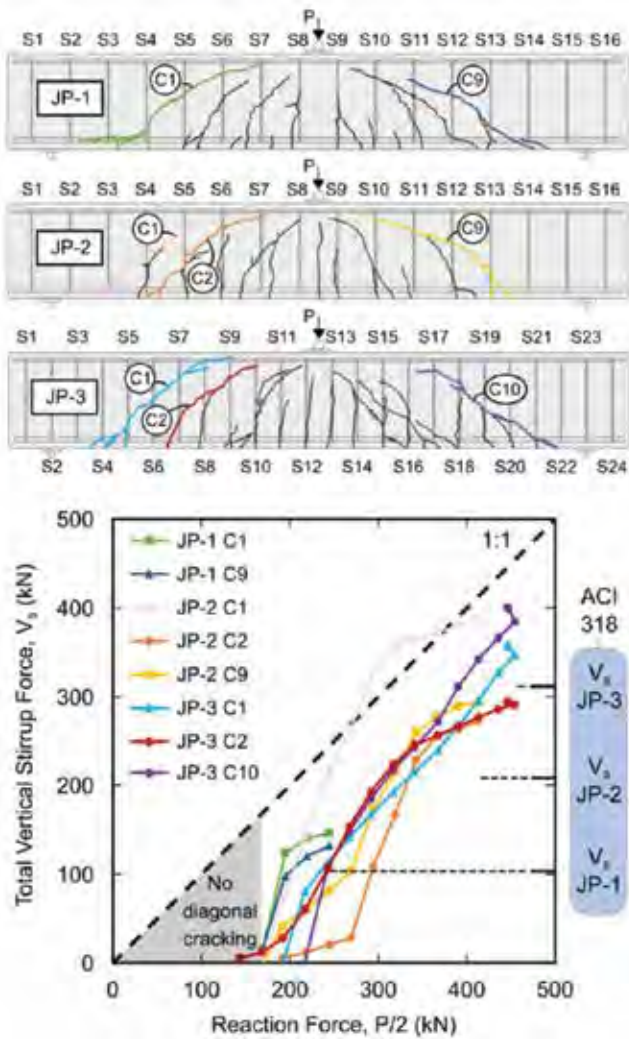 P
S1 S2 S3 S4 S5 S6 S7 S8 S9 S10 S11 S12 S13 S14 S15 S16
C1 C9
JP-1
P
S1 S2 S3 S4 S5 S6 S7 S8 S9 S10 S11 S12 S13 S14 S15 S16
C1 C9
JP-2
C2
P
S1 S3 S5 S7 S9 S11 S13 S15 S17 S19 S21 S23
C1
JP-3
C2 C10
S2 S4 S6 S8 S10 S12 S14 S16 S18 S20 S22 S24
Total Vertical Stirrup Force, Vs (kN)
500
400
300
200
100
0
JP-1 C1
JP-1 C9
JP-2 C1
JP-2 C2
JP-2 C9
JP-3 C1
JP-3 C2
JP-3 C10
1:1
No
diagonal
cracking
ACI
318
Vs
JP-3
Vs
JP-2
Vs
JP-1
0 100 200 300 400 500
Reaction Force, P/2 (kN)